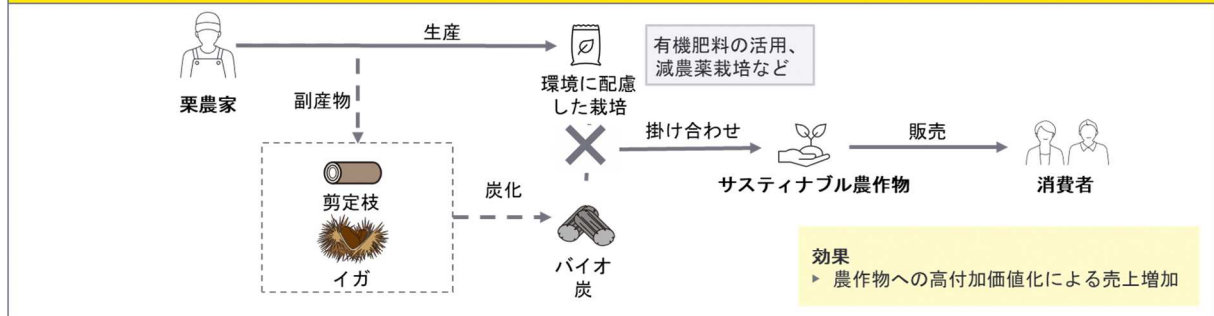 生産
有機肥料の活用、
減農薬栽培など
栗農家
環境に配慮
した栽培
副産物
掛け合わせ
販売
サスティナブル農作物
消費者
剪定枝
炭化
イガ
バイオ
炭
効果
▶ 農作物への高付加価値化による売上増加